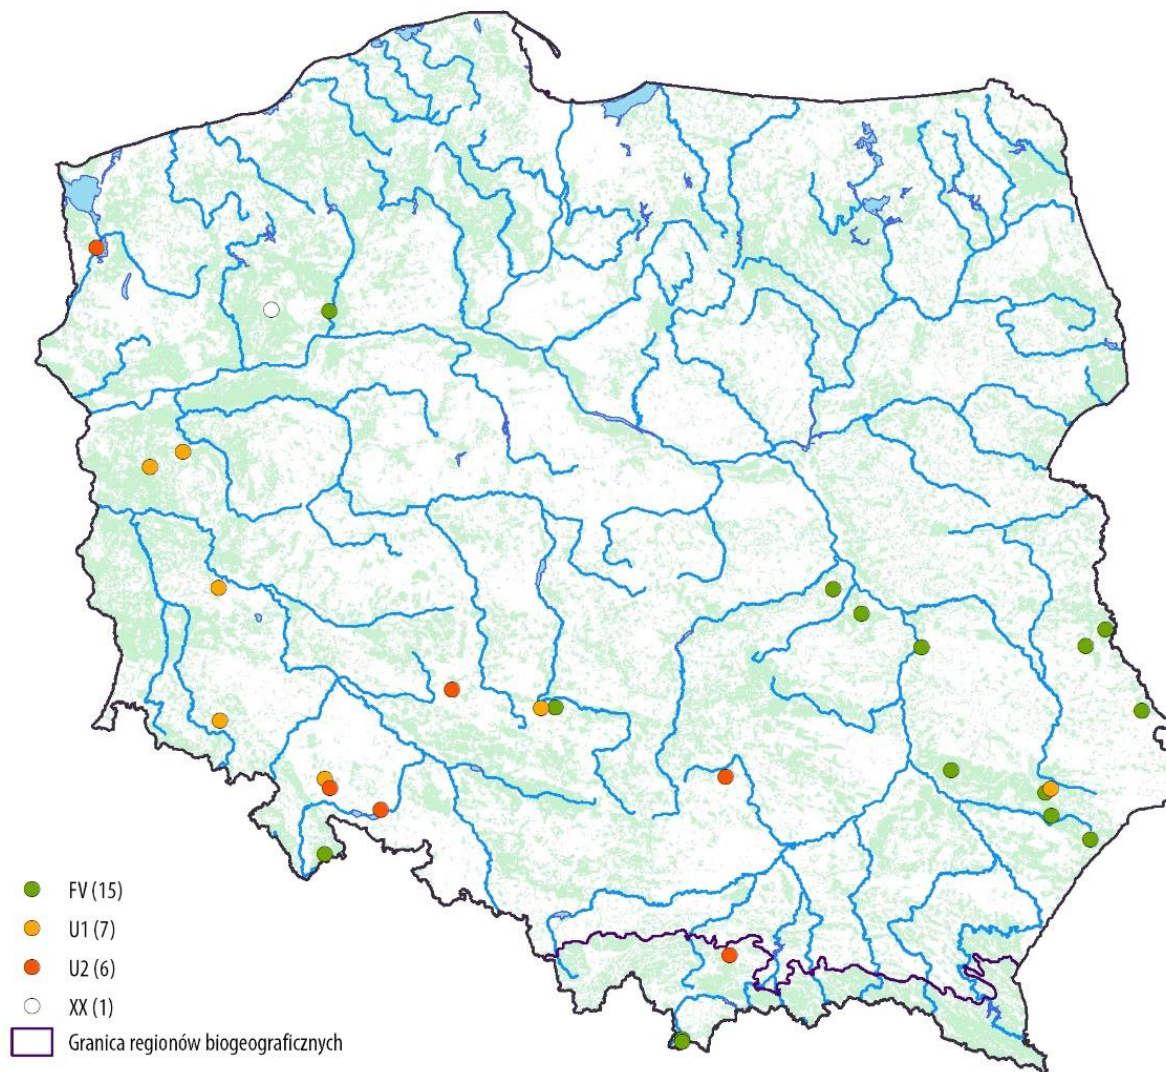 FV (15)
U1 (7)
U2 (6)
XX (1)
Granica regionów biogeograficznych